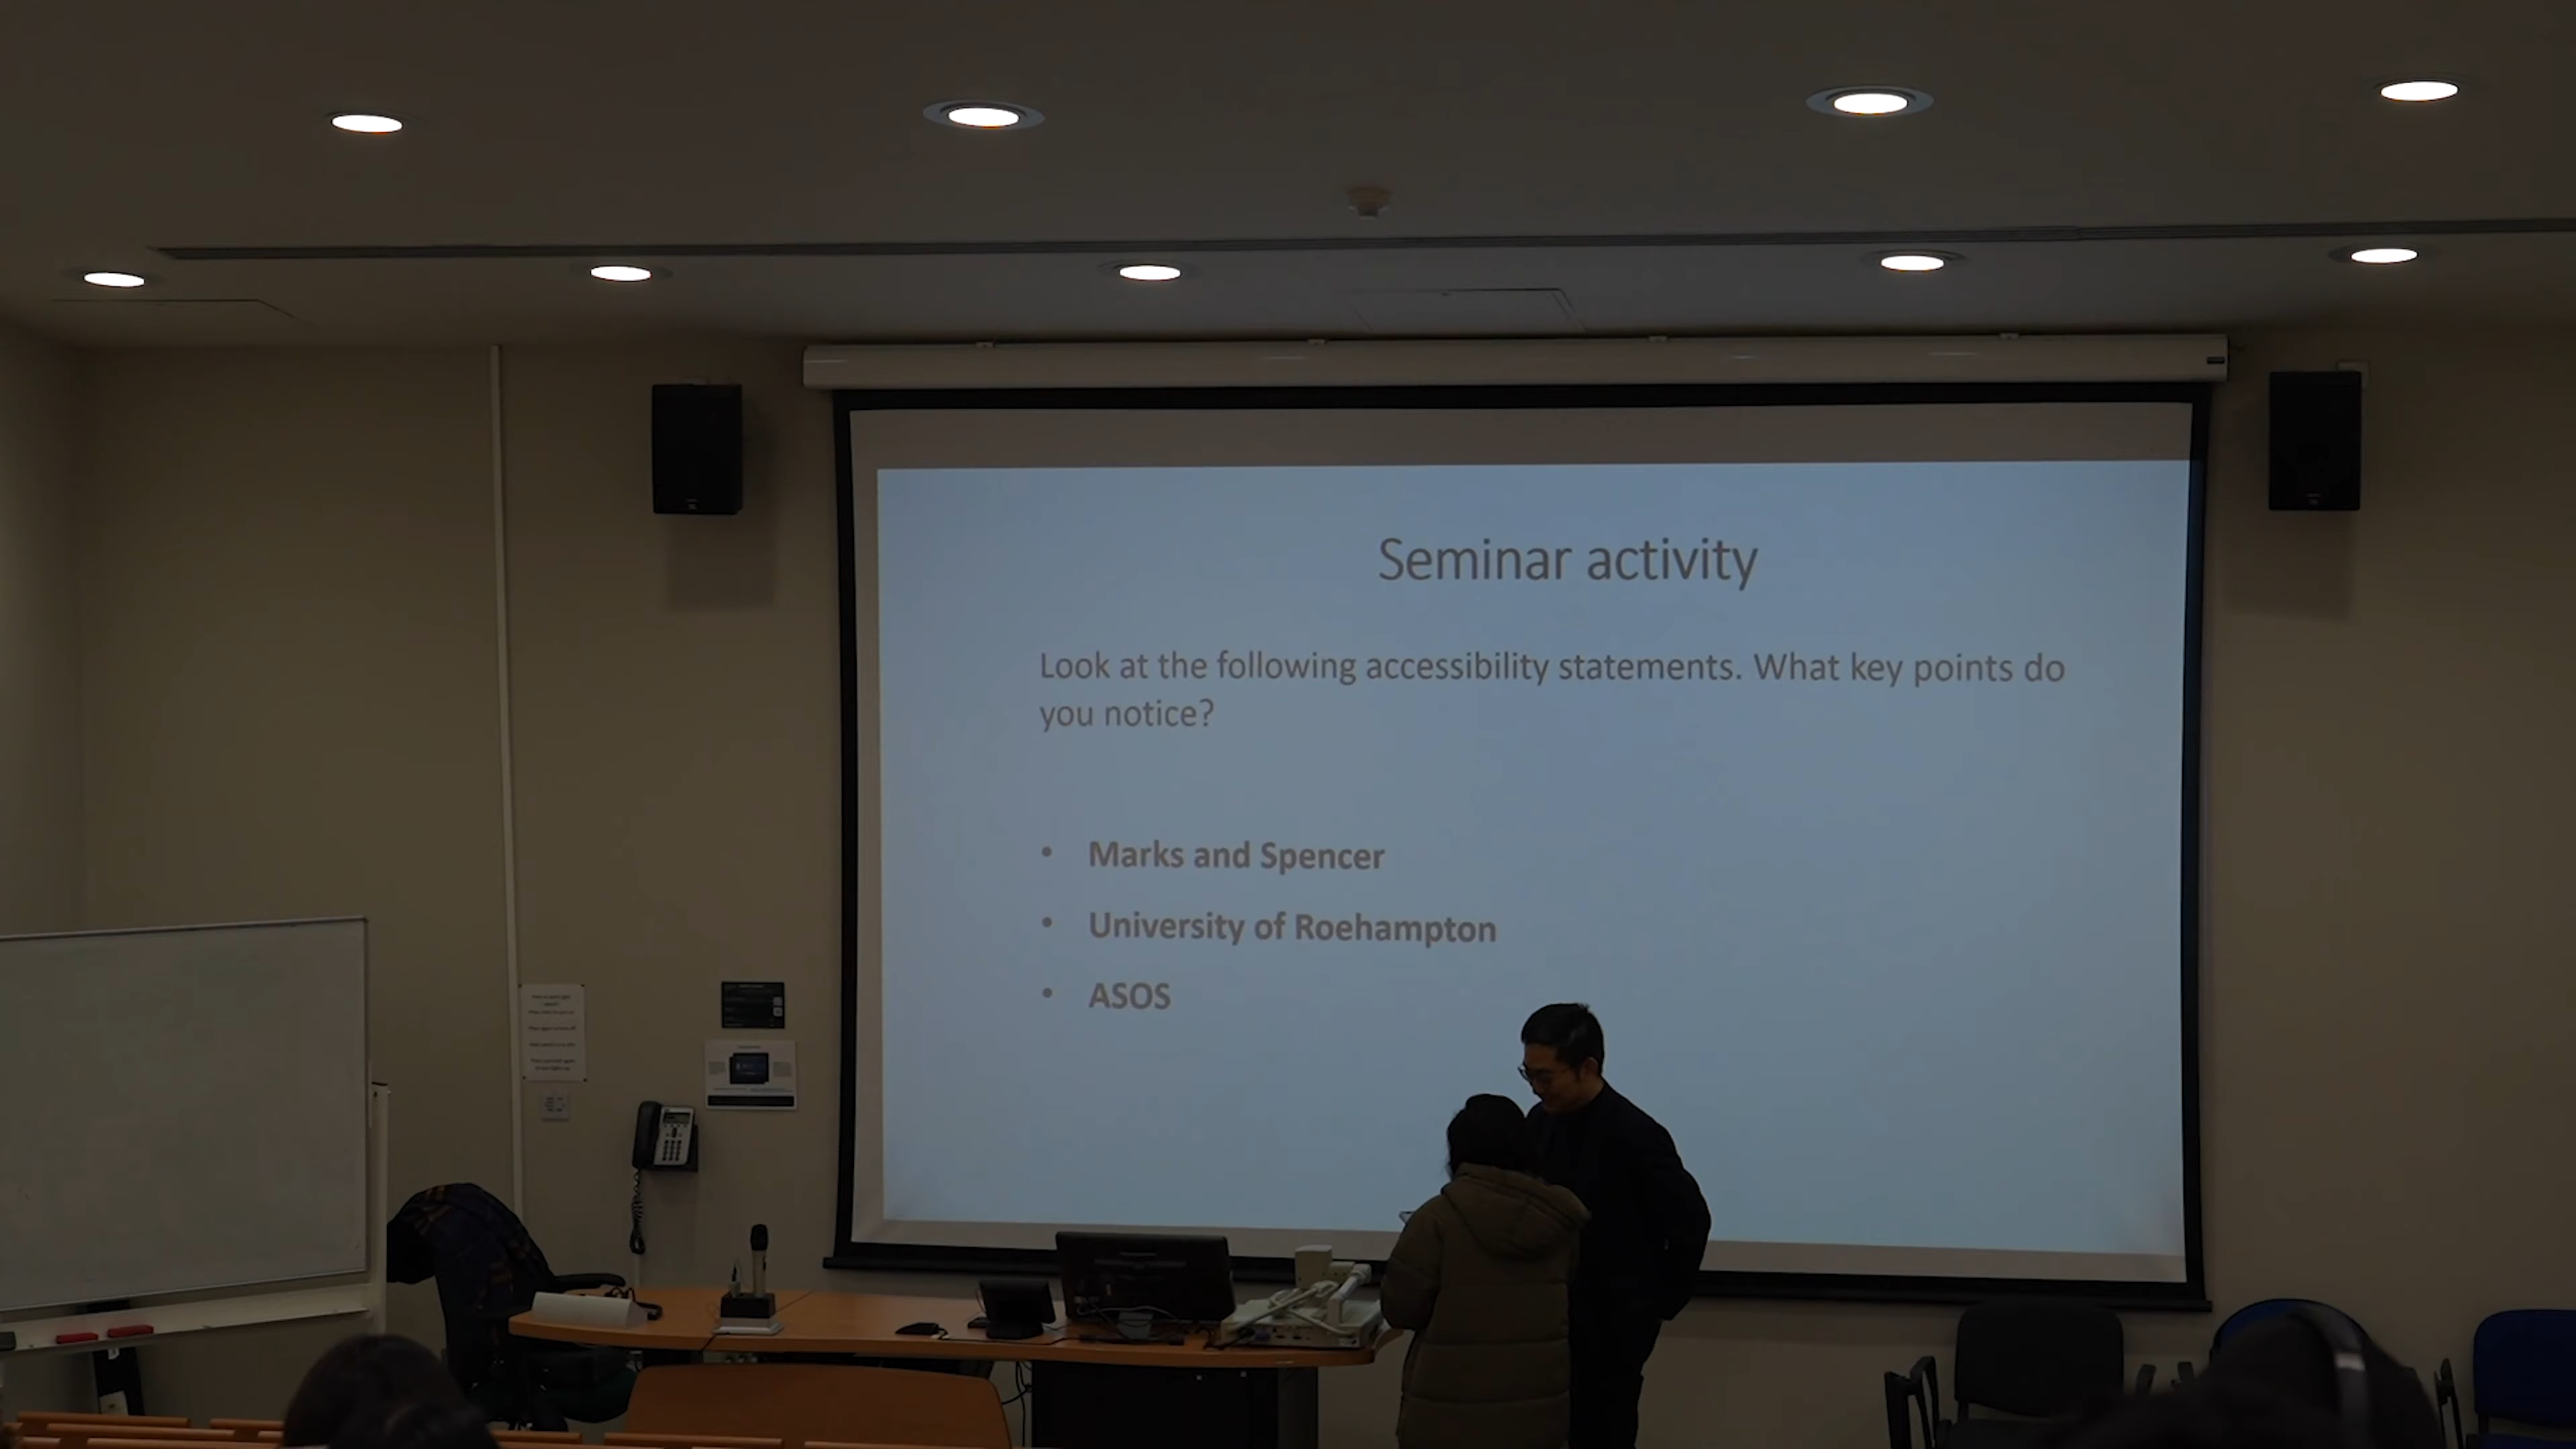 Seminar activity
Look at the following accessibility statements. What key points do
you notice?
• Marks and Spencer
• University of Roehampton
• ASOS